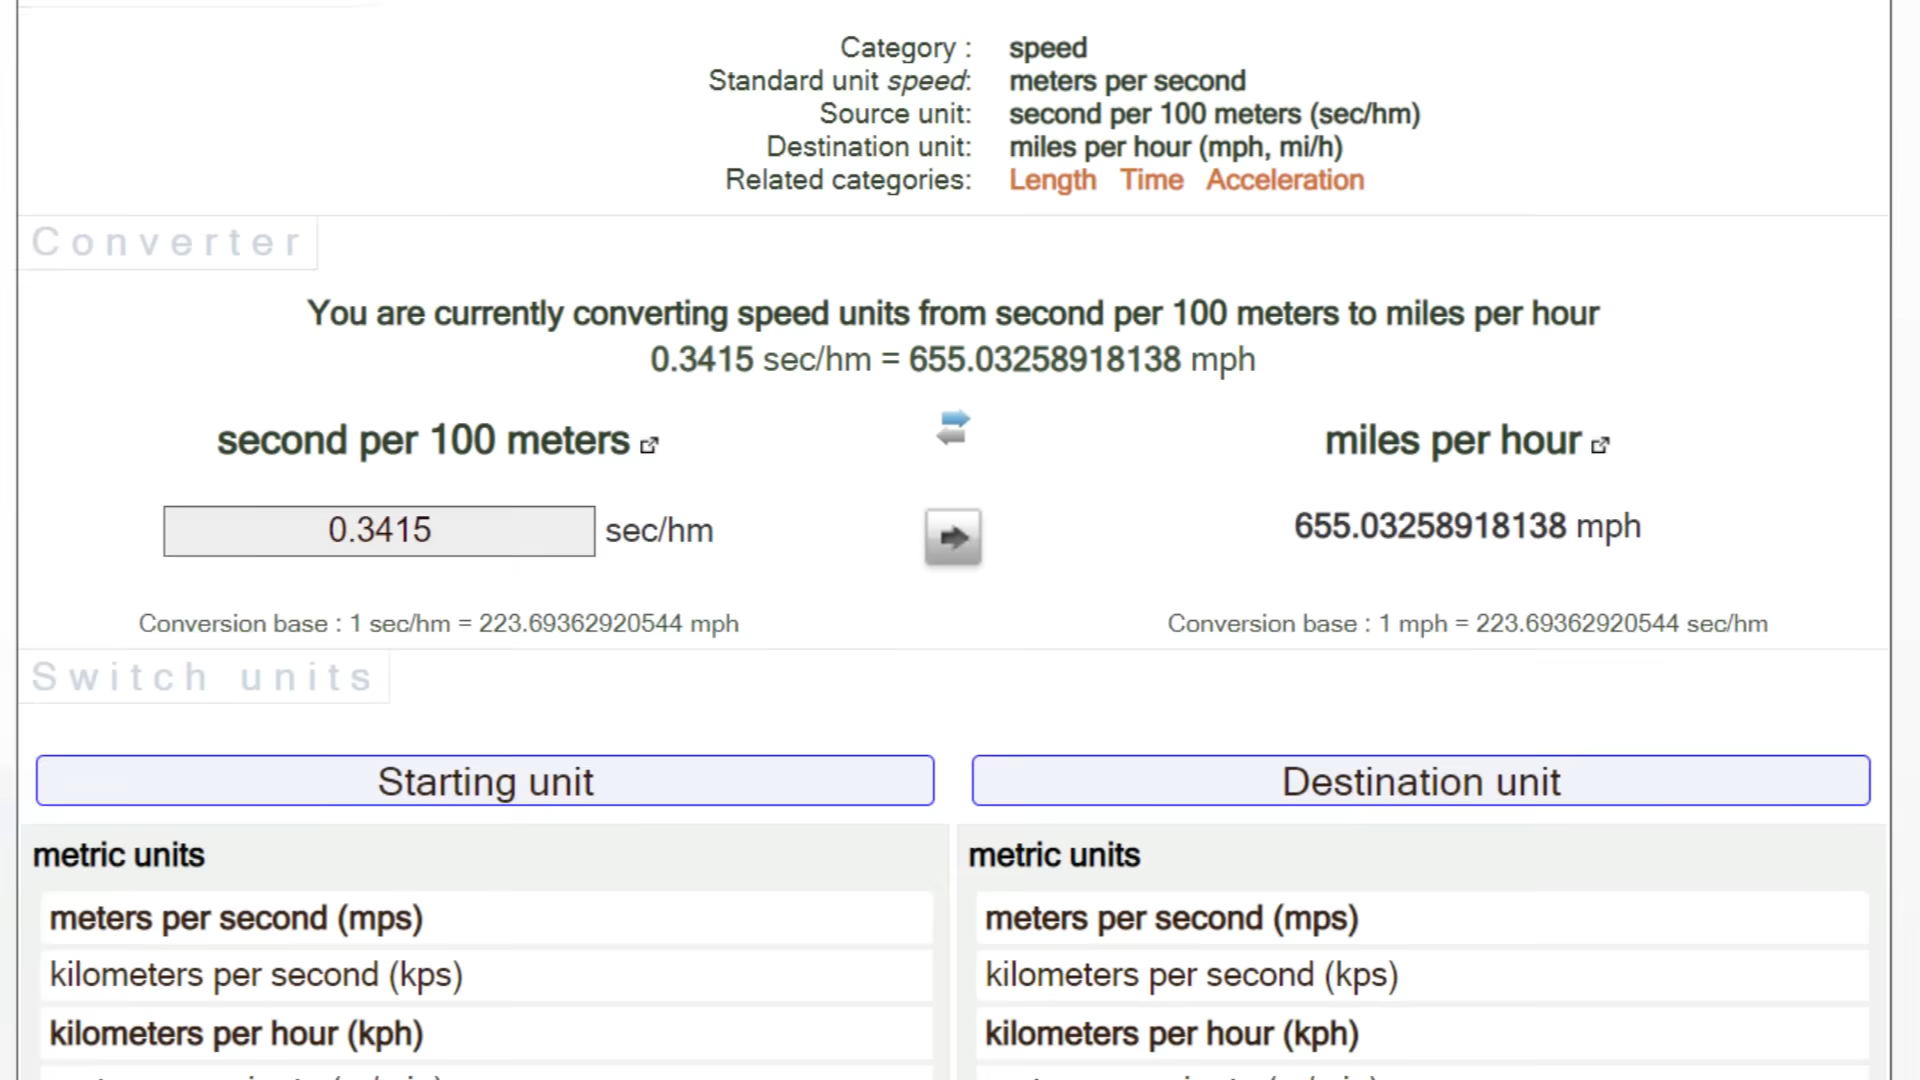 Category : speed
Standard unit speed: meters per second
Source unit: second per 100 meters (sec/hm)
Destination unit: miles per hour (mph, mi/h)
Related categories: Length Time Acceleration
Converter
You are currently converting speed units from second per 100 meters to miles per hour
0.3415 sec/hm = 655.03258918138 mph
second per 100 meters
miles per hour
0.3415 sec/hm
655.03258918138 mph
Conversion base : 1 sec/hm = 223.69362920544 mph
Conversion base : 1 mph = 223.69362920544 sec/hm
Switch units
Starting unit
Destination unit
metric units
metric units
meters per second (mps)
meters per second (mps)
kilometers per second (kps)
kilometers per second (kps)
kilometers per hour (kph)
kilometers per hour (kph)